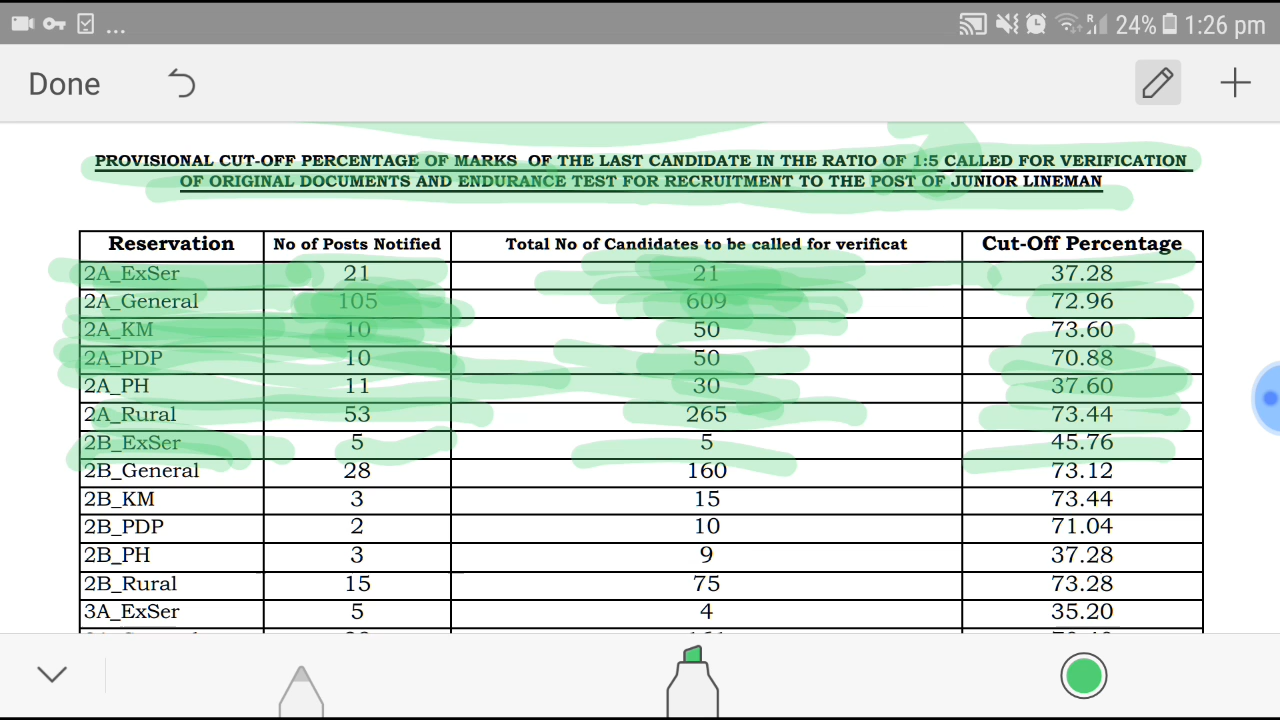 ... 24% 1:26 pm
Done
PROVISIONAL CUT-OFF PERCENTAGE OF MARKS OF THE LAST CANDIDATE IN THE RATIO OF 1:5 CALLED FOR VERIFICATION
OF ORIGINAL DOCUMENTS AND ENDURANCE TEST FOR RECRUITMENT TO THE POST OF JUNIOR LINEMAN
Reservation No of Posts Notified Total No of Candidates to be called for verificat Cut-Off Percentage
2A_ExSer 21 21 37.28
2A_General 105 609 72.96
2A_KM 10 50 73.60
2A_PDP 10 50 70.88
2A_PH 11 30 37.60
2A_Rural 53 265 73.44
2B_ExSer 5 5 45.76
2B_General 28 160 73.12
2B_KM 3 15 73.44
2B_PDP 2 10 71.04
2B_PH 3 9 37.28
2B_Rural 15 75 73.28
3A_ExSer 5 4 35.20